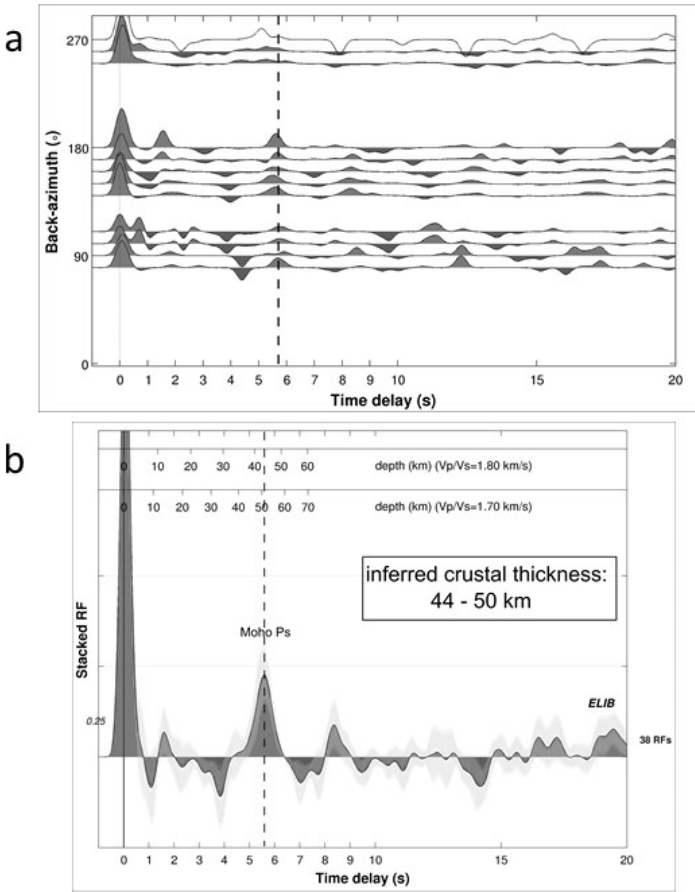 a
270
180
90
0
Back-azimuth (°)
0 1 2 3 4 5 6 7 8 9 10 15 20
Time delay (s)
b
0 10 20 30 40 50 60 depth (km) (Vp/Vs=1.80 km/s)
0 10 20 30 40 50 60 70 depth (km) (Vp/Vs=1.70 km/s)
inferred crustal thickness:
44 - 50 km
Moho Ps
Stacked RF
0.25
ELIB
38 RFs
0 1 2 3 4 5 6 7 8 9 10 15 20
Time delay (s)